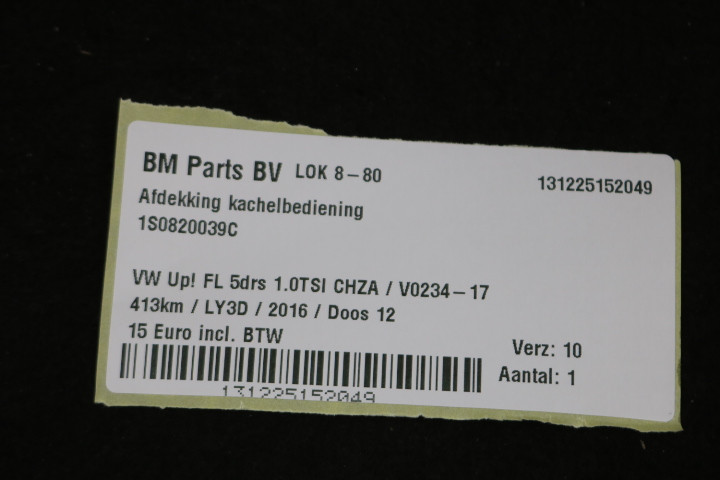 BM Parts BV LOK 8-80
131225152049
Afdekking kachelbediening
1S0820039C
VW Up! FL 5drs 1.0TSI CHZA / V0234-17
413km / LY3D / 2016 / Doos 12
15 Euro incl. BTW
Verz: 10
Aantal: 1
131225152049